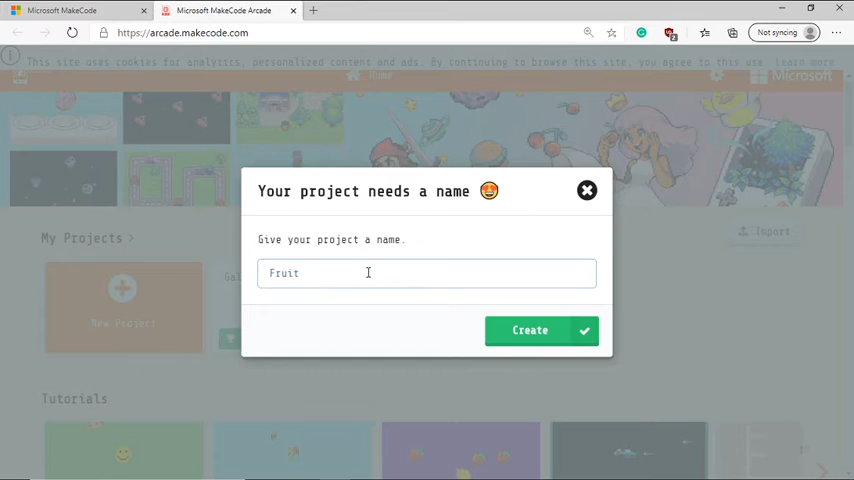 Microsoft MakeCode
Microsoft MakeCode Arcade
https://arcade.makecode.com
2
Not syncing
This site uses cookies for analytics, personalized content and ads. By continuing to browse this site, you agree to this use learn more
Home
Microsoft
Your project needs a name
Give your project a name.
Fruit
Create
My Projects
Import
New Project
Tutorials